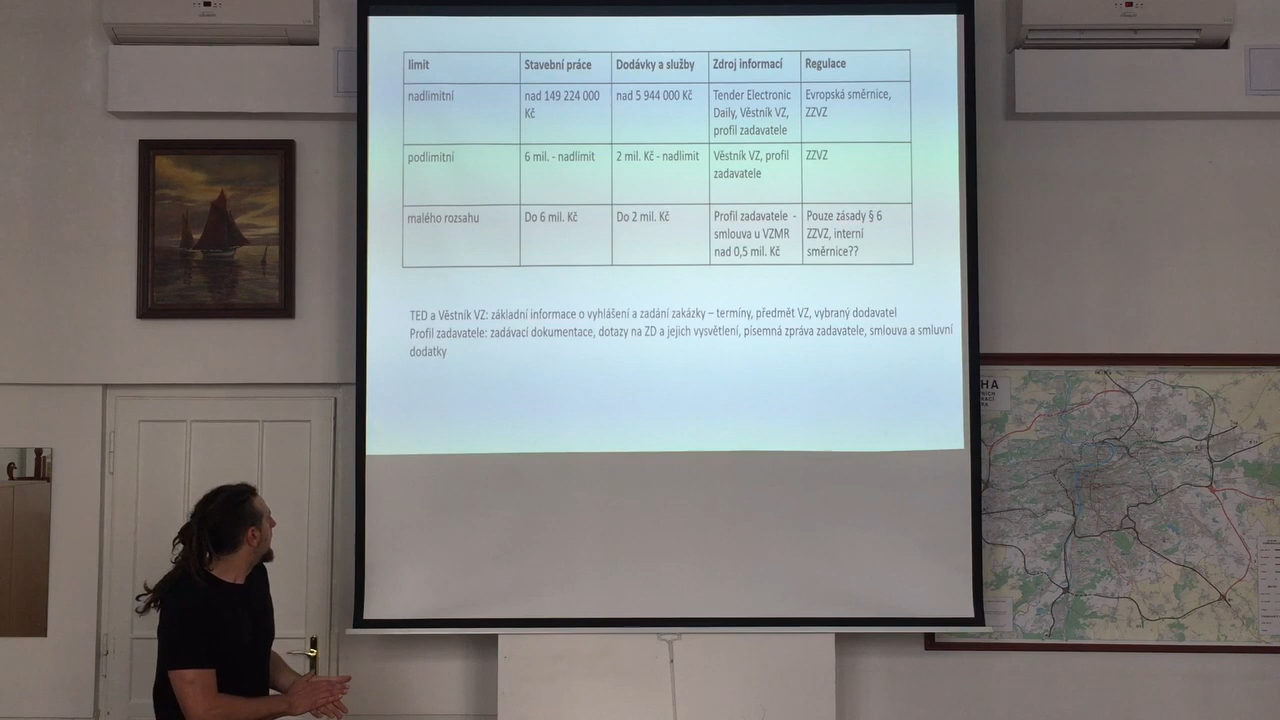 limit Stavební práce Dodávky a služby Zdroj informací Regulace
nadlimitní nad 149 224 000 nad 5 944 000 Kč Tender Electronic Evropská směrnice,
Kč Daily, Věstník VZ, ZZVZ
profil zadavatele
podlimitní 6 mil. - nadlimit 2 mil. Kč - nadlimit Věstník VZ, profil ZZVZ
zadavatele
malého rozsahu Do 6 mil. Kč Do 2 mil. Kč Profil zadavatele - Pouze zásady § 6
smlouva u VZMR ZZVZ, interní
nad 0,5 mil. Kč směrnice??
TED a Věstník VZ: základní informace o vyhlášení a zadání zakázky – termíny, předmět VZ, vybraný dodavatel
Profil zadavatele: zadávací dokumentace, dotazy na ZD a jejich vysvětlení, písemná zpráva zadavatele, smlouva a smluvní
dodatky
HA